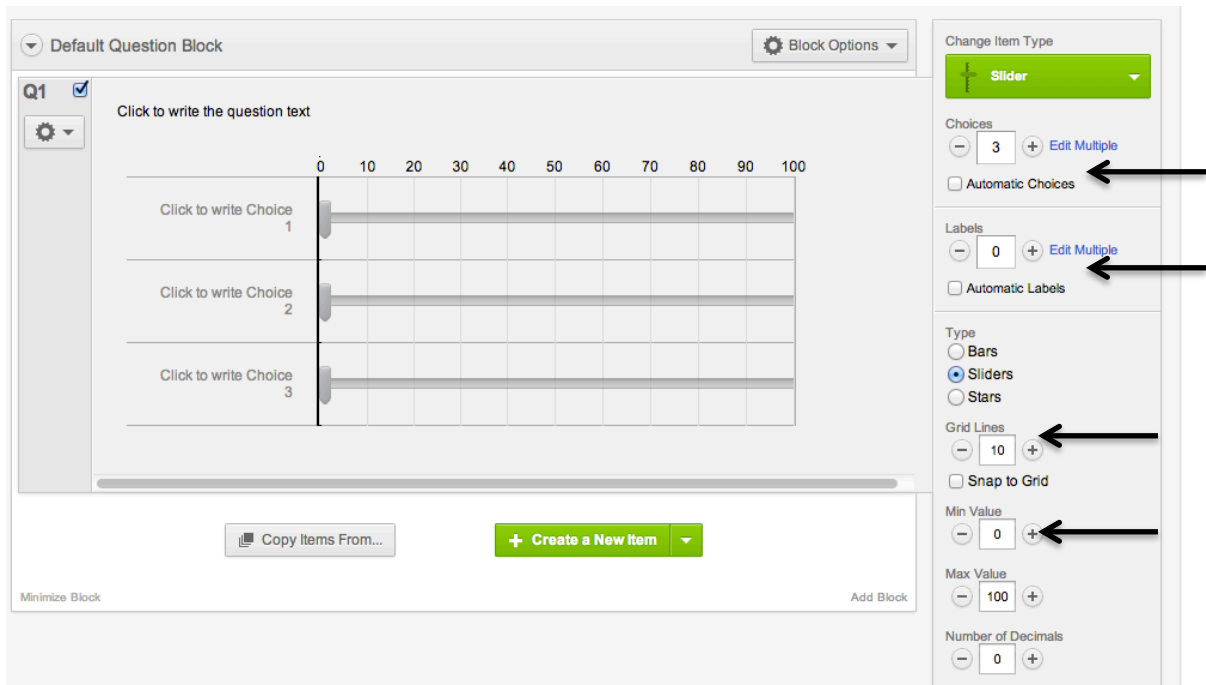 Default Question Block
Block Options
Q1
Click to write the question text
0 10 20 30 40 50 60 70 80 90 100
Click to write Choice
1
Click to write Choice
2
Click to write Choice
3
Copy Items From...
+ Create a New Item
Minimize Block
Add Block
Change Item Type
Slider
Choices
3 Edit Multiple
Automatic Choices
Labels
0 Edit Multiple
Automatic Labels
Type
Bars
Sliders
Stars
Grid Lines
10
Snap to Grid
Min Value
0
Max Value
100
Number of Decimals
0